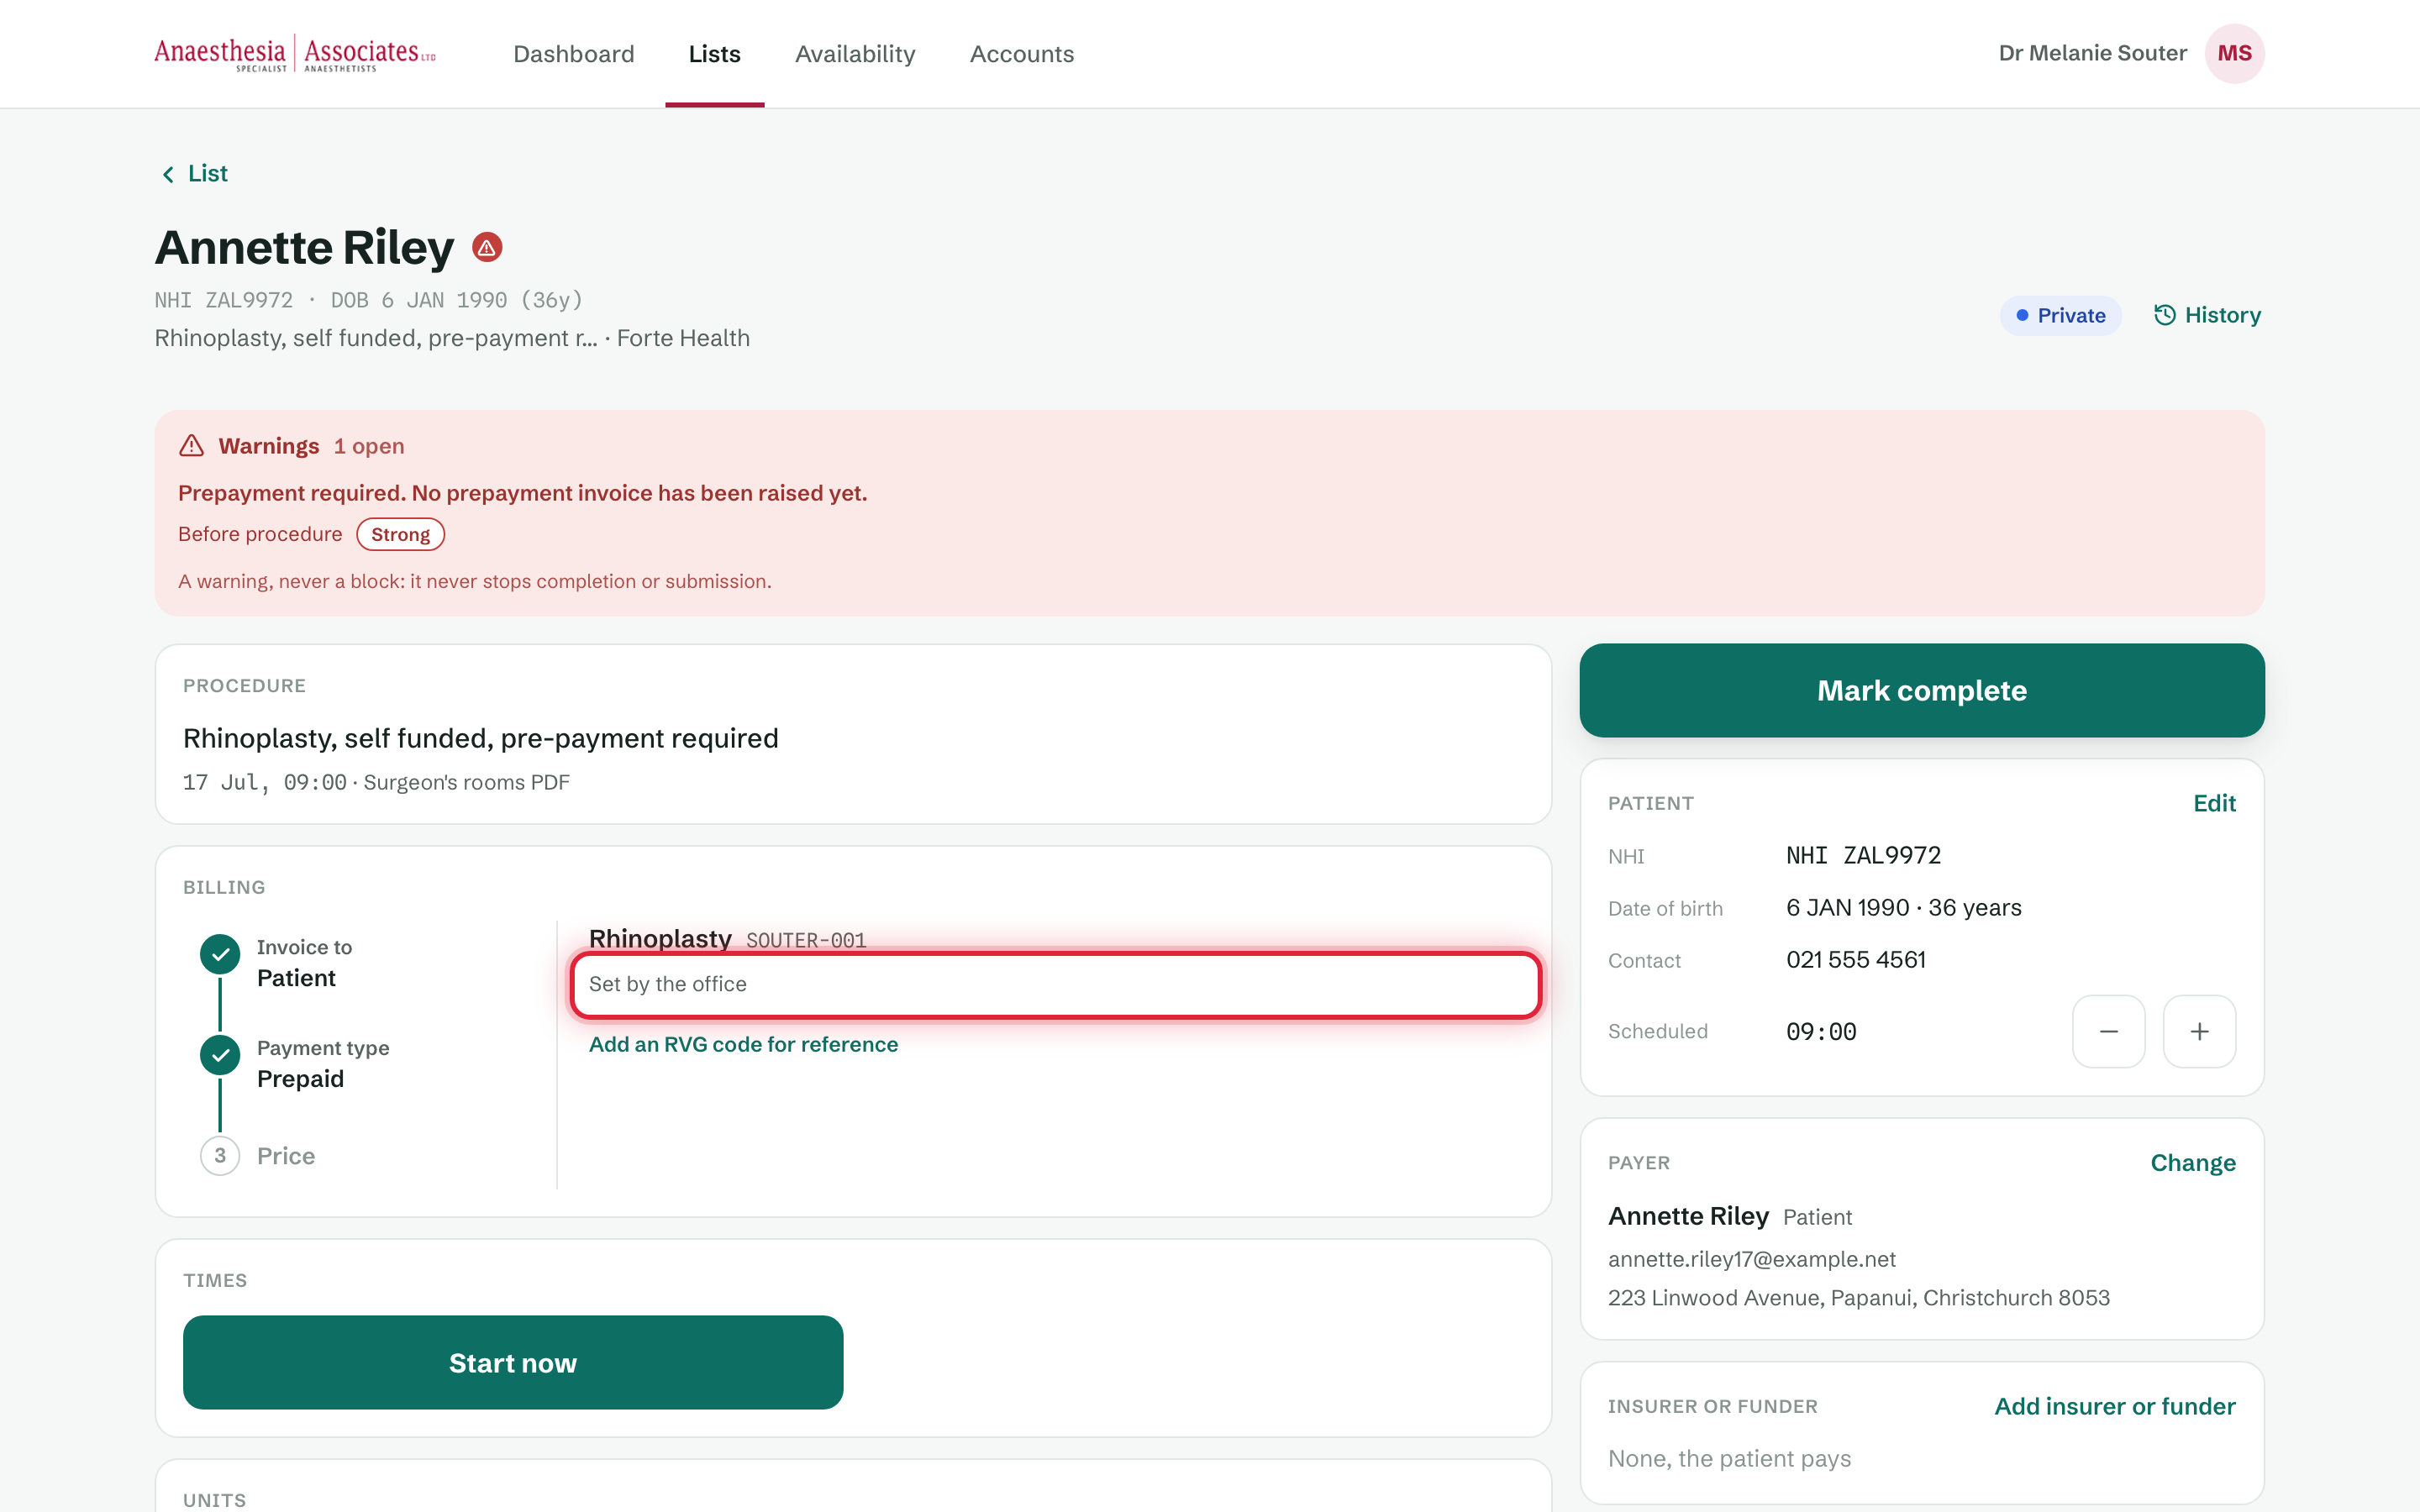 Anaesthesia | Associates LTD
SPECIALIST ANAESTHETISTS
Dashboard
Lists
Availability
Accounts
Dr Melanie Souter
MS
List
Annette Riley
NHI ZAL9972 · DOB 6 JAN 1990 (36y)
Rhinoplasty, self funded, pre-payment r... · Forte Health
Private
History
Warnings 1 open
Prepayment required. No prepayment invoice has been raised yet.
Before procedure Strong
A warning, never a block: it never stops completion or submission.
PROCEDURE
Rhinoplasty, self funded, pre-payment required
17 Jul, 09:00 · Surgeon's rooms PDF
BILLING
Invoice to
Patient
Payment type
Prepaid
3 Price
Rhinoplasty SOUTER-001
Set by the office
Add an RVG code for reference
TIMES
Start now
UNITS
Mark complete
PATIENT
Edit
NHI NHI ZAL9972
Date of birth 6 JAN 1990 · 36 years
Contact 021 555 4561
Scheduled 09:00 − +
PAYER
Change
Annette Riley Patient
annette.riley17@example.net
223 Linwood Avenue, Papanui, Christchurch 8053
INSURER OR FUNDER
Add insurer or funder
None, the patient pays